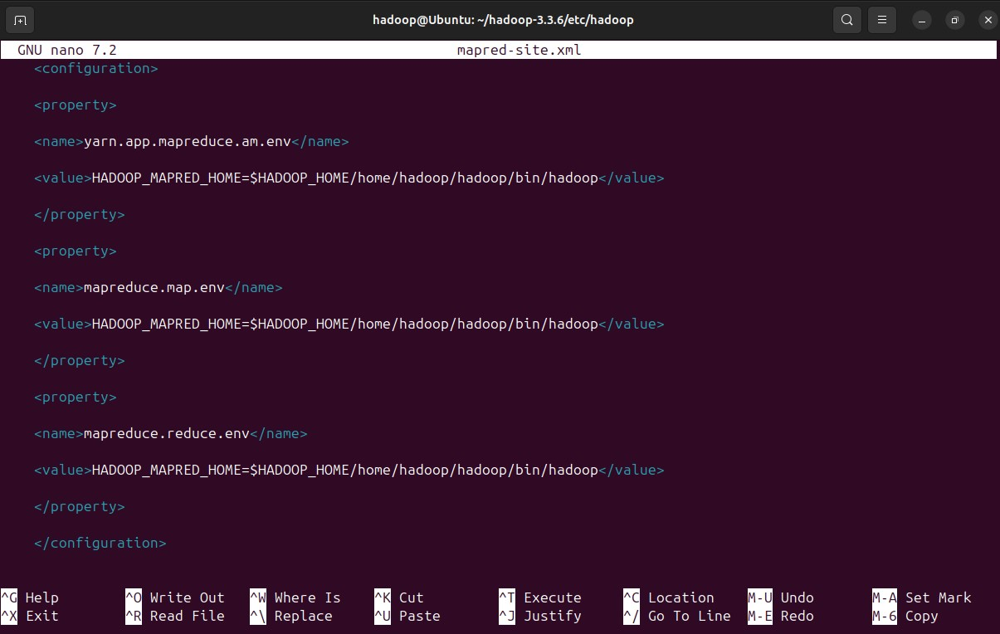 hadoop@Ubuntu: ~/hadoop-3.3.6/etc/hadoop
GNU nano 7.2 mapred-site.xml
<configuration>
<property>
<name>yarn.app.mapreduce.am.env</name>
<value>HADOOP_MAPRED_HOME=$HADOOP_HOME/home/hadoop/hadoop/bin/hadoop</value>
</property>
<property>
<name>mapreduce.map.env</name>
<value>HADOOP_MAPRED_HOME=$HADOOP_HOME/home/hadoop/hadoop/bin/hadoop</value>
</property>
<property>
<name>mapreduce.reduce.env</name>
<value>HADOOP_MAPRED_HOME=$HADOOP_HOME/home/hadoop/hadoop/bin/hadoop</value>
</property>
</configuration>
^G Help ^O Write Out ^W Where Is ^K Cut ^T Execute ^C Location M-U Undo M-A Set Mark
^X Exit ^R Read File ^\ Replace ^U Paste ^J Justify ^/ Go To Line M-E Redo M-6 Copy